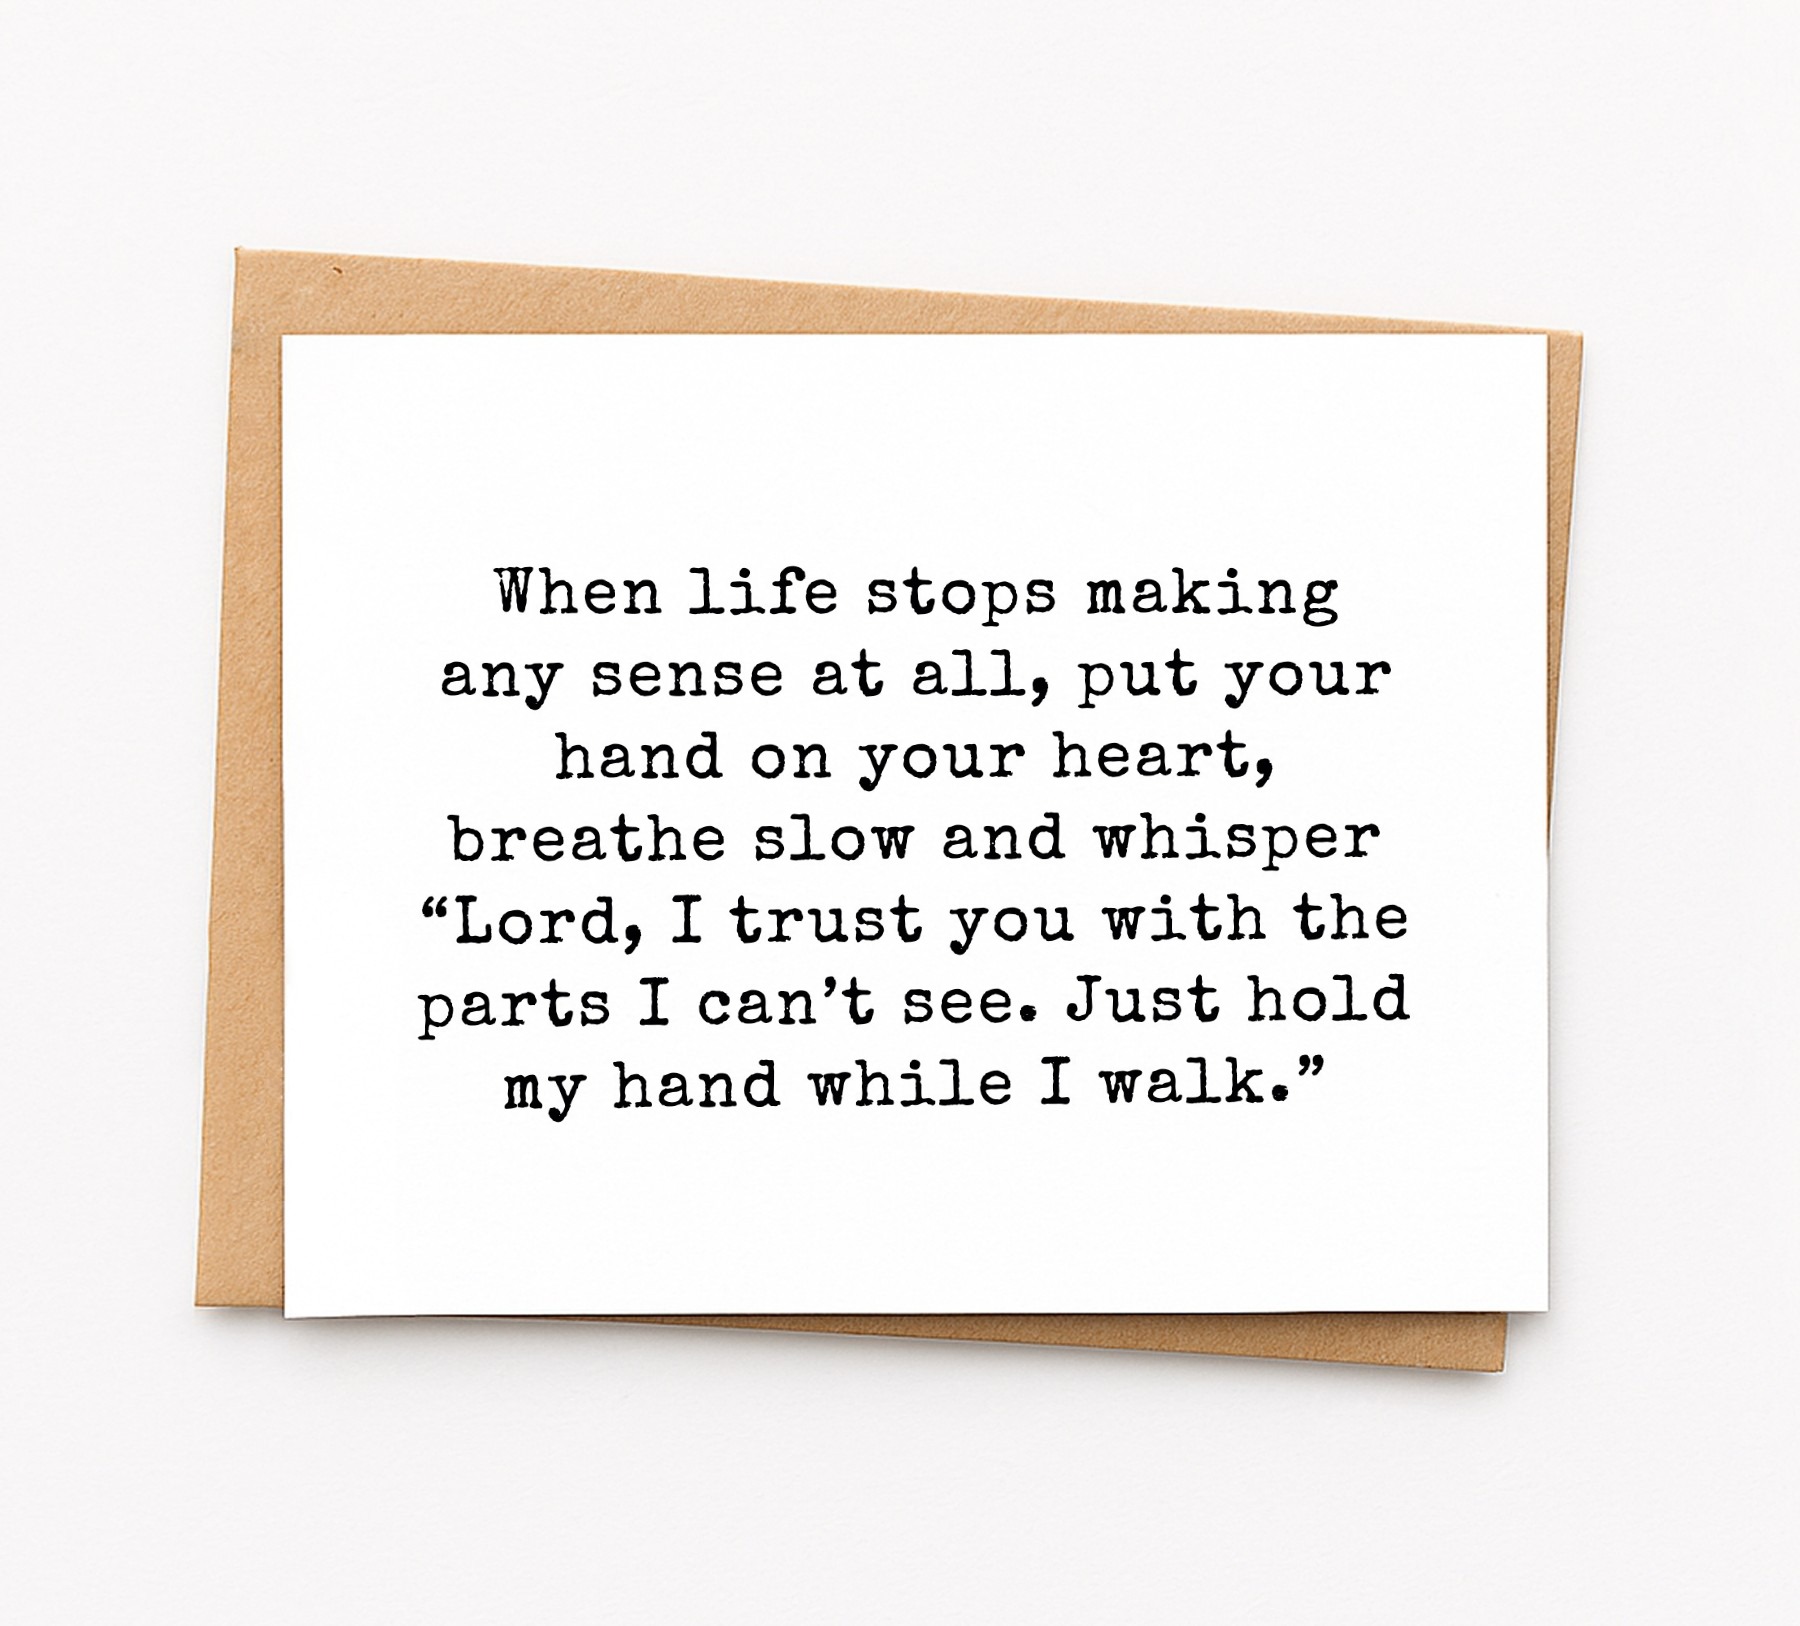 When life stops making
any sense at all, put your
hand on your heart,
breathe slow and whisper
“Lord, I trust you with the
parts I can’t see. Just hold
my hand while I walk.”